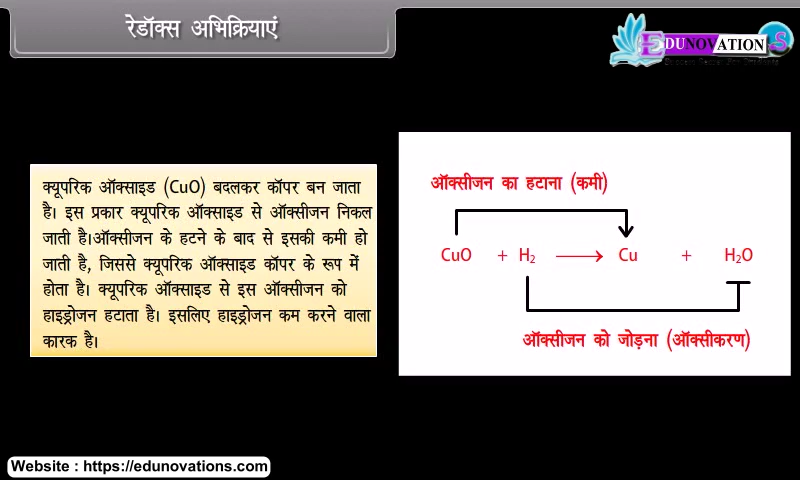 रेडॉक्स अभिक्रियाएं
EDUNOVATION.S
क्यूपरिक ऑक्साइड (CuO) बदलकर कॉपर बन जाता
है। इस प्रकार क्यूपरिक ऑक्साइड से ऑक्सीजन निकल
जाती है।ऑक्सीजन के हटने के बाद से इसकी कमी हो
जाती है, जिससे क्यूपरिक ऑक्साइड कॉपर के रूप में
होता है। क्यूपरिक ऑक्साइड से इस ऑक्सीजन को
हाइड्रोजन हटाता है। इसलिए हाइड्रोजन कम करने वाला
कारक है।
ऑक्सीजन का हटाना (कमी)
CuO + H₂ ⟶ Cu + H₂O
ऑक्सीजन को जोड़ना (ऑक्सीकरण)
Website : https://edunovations.com